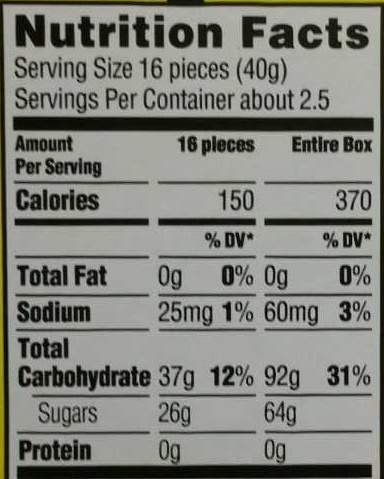 Nutrition Facts
Serving Size 16 pieces (40g)
Servings Per Container about 2.5
Amount Per Serving 16 pieces Entire Box
Calories 150 370
% DV* % DV*
Total Fat 0g 0% 0g 0%
Sodium 25mg 1% 60mg 3%
Total
Carbohydrate 37g 12% 92g 31%
Sugars 26g 64g
Protein 0g 0g